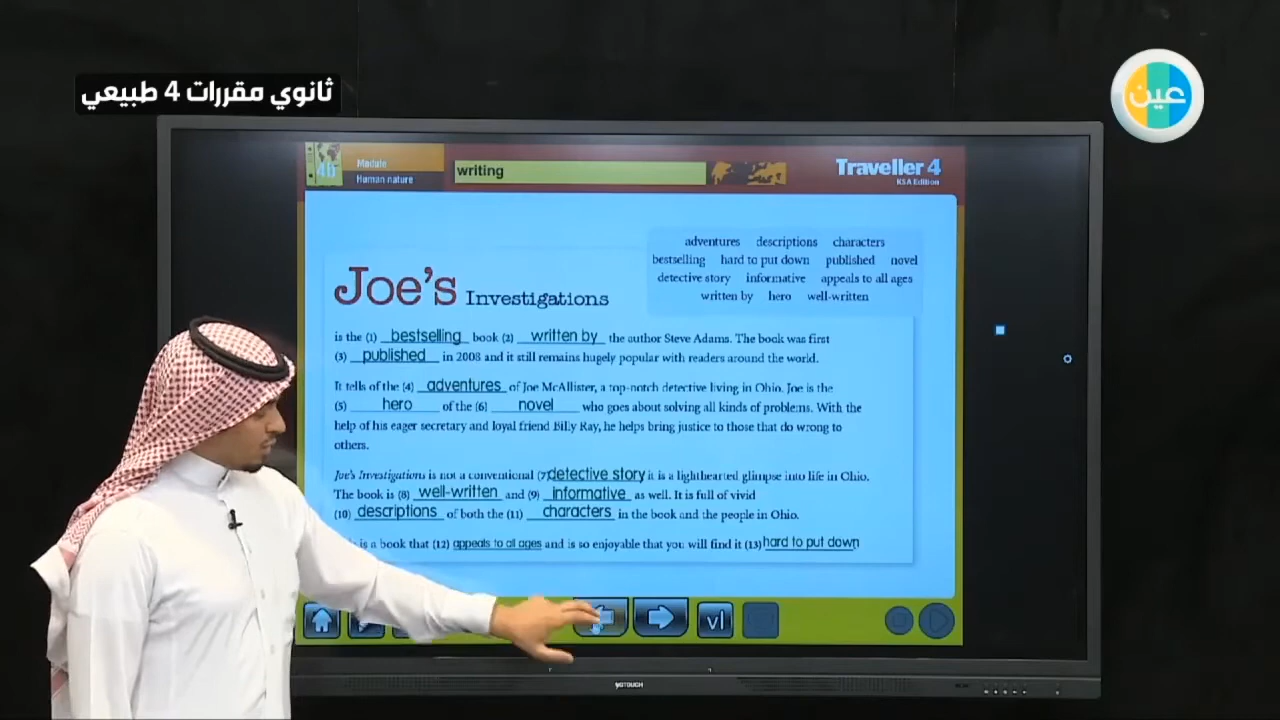 ثانوي مقررات 4 طبيعي
عين
4b
Module
Human nature
writing
Traveller 4
KSA Edition
adventures descriptions characters
bestselling hard to put down published novel
detective story informative appeals to all ages
written by hero well-written
Joe's Investigations
is the (1) bestselling book (2) written by the author Steve Adams. The book was first
(3) published in 2008 and it still remains hugely popular with readers around the world.
It tells of the (4) adventures of Joe McAllister, a top-notch detective living in Ohio. Joe is the
(5) hero of the (6) novel who goes about solving all kinds of problems. With the
help of his eager secretary and loyal friend Billy Ray, he helps bring justice to those that do wrong to
others.
Joe's Investigations is not a conventional (7) detective story it is a lighthearted glimpse into life in Ohio.
The book is (8) well-written and (9) informative as well. It is full of vivid
(10) descriptions of both the (11) characters in the book and the people in Ohio.
is a book that (12) appeals to all ages and is so enjoyable that you will find it (13) hard to put down
vl